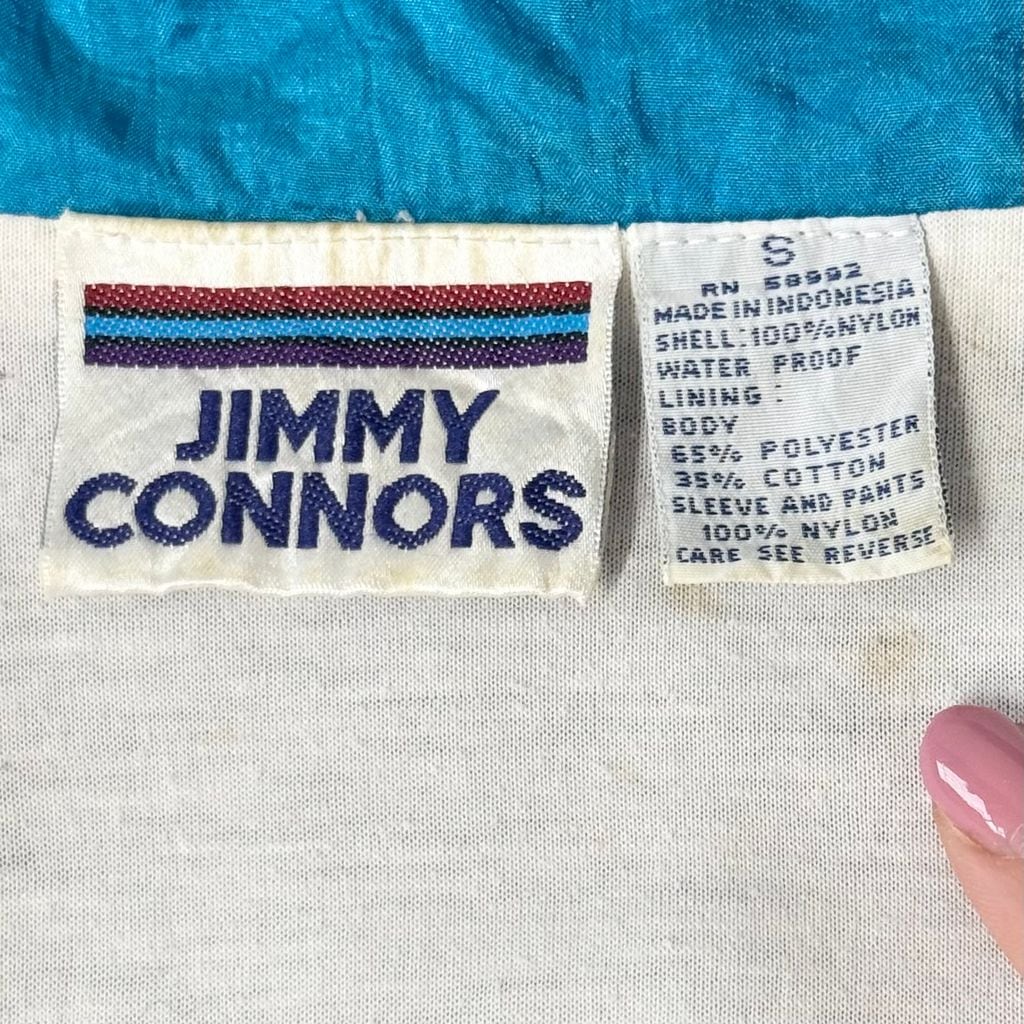 JIMMY
CONNORS
S
RN 58992
MADE IN INDONESIA
SHELL: 100% NYLON
WATER PROOF
LINING :
BODY
65% POLYESTER
35% COTTON
SLEEVE AND PANTS
100% NYLON
CARE SEE REVERSE